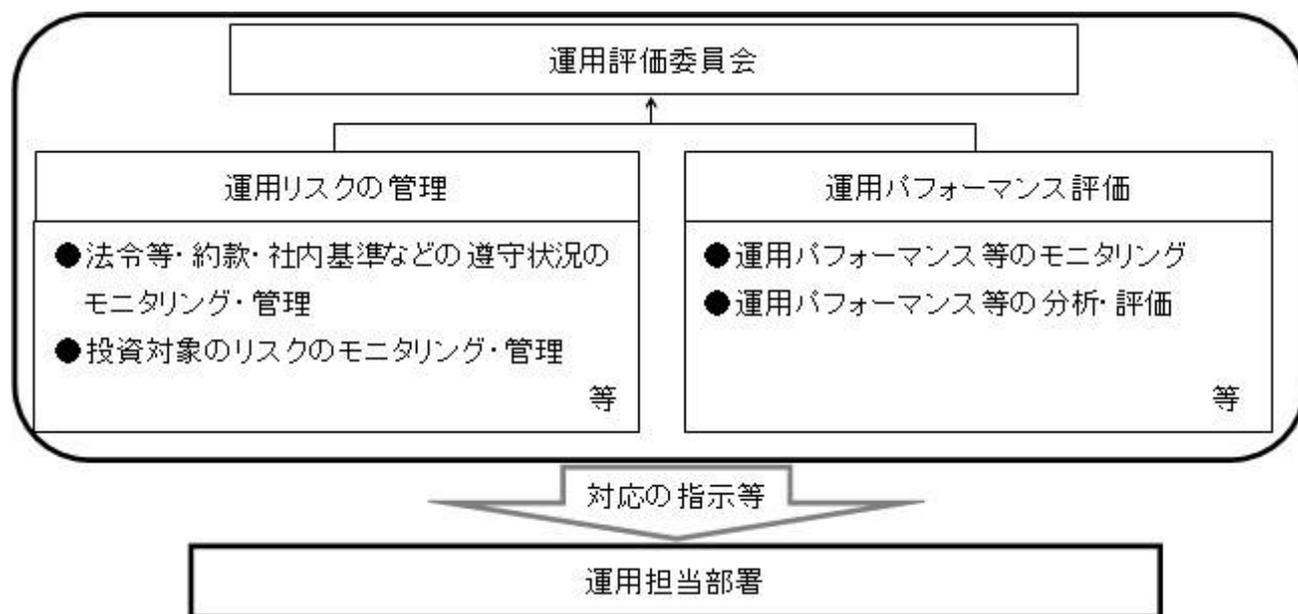 運用評価委員会
運用リスクの管理
●法令等・約款・社内基準などの遵守状況の
モニタリング・管理
●投資対象のリスクのモニタリング・管理
等
運用パフォーマンス評価
●運用パフォーマンス等のモニタリング
●運用パフォーマンス等の分析・評価
等
対応の指示等
運用担当部署